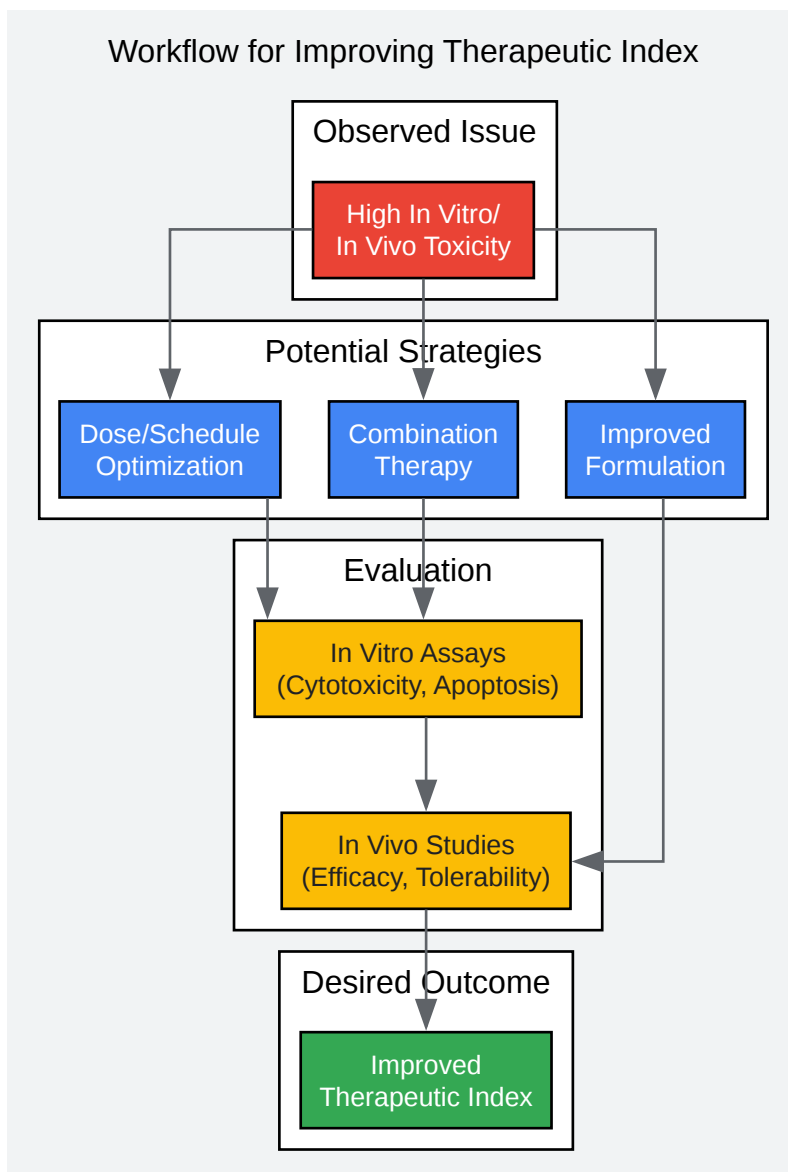 Workflow for Improving Therapeutic Index
Observed Issue
High In Vitro/
In Vivo Toxicity
Potential Strategies
Dose/Schedule
Optimization
Combination
Therapy
Improved
Formulation
Evaluation
In Vitro Assays
(Cytotoxicity, Apoptosis)
In Vivo Studies
(Efficacy, Tolerability)
Desired Outcome
Improved
Therapeutic Index